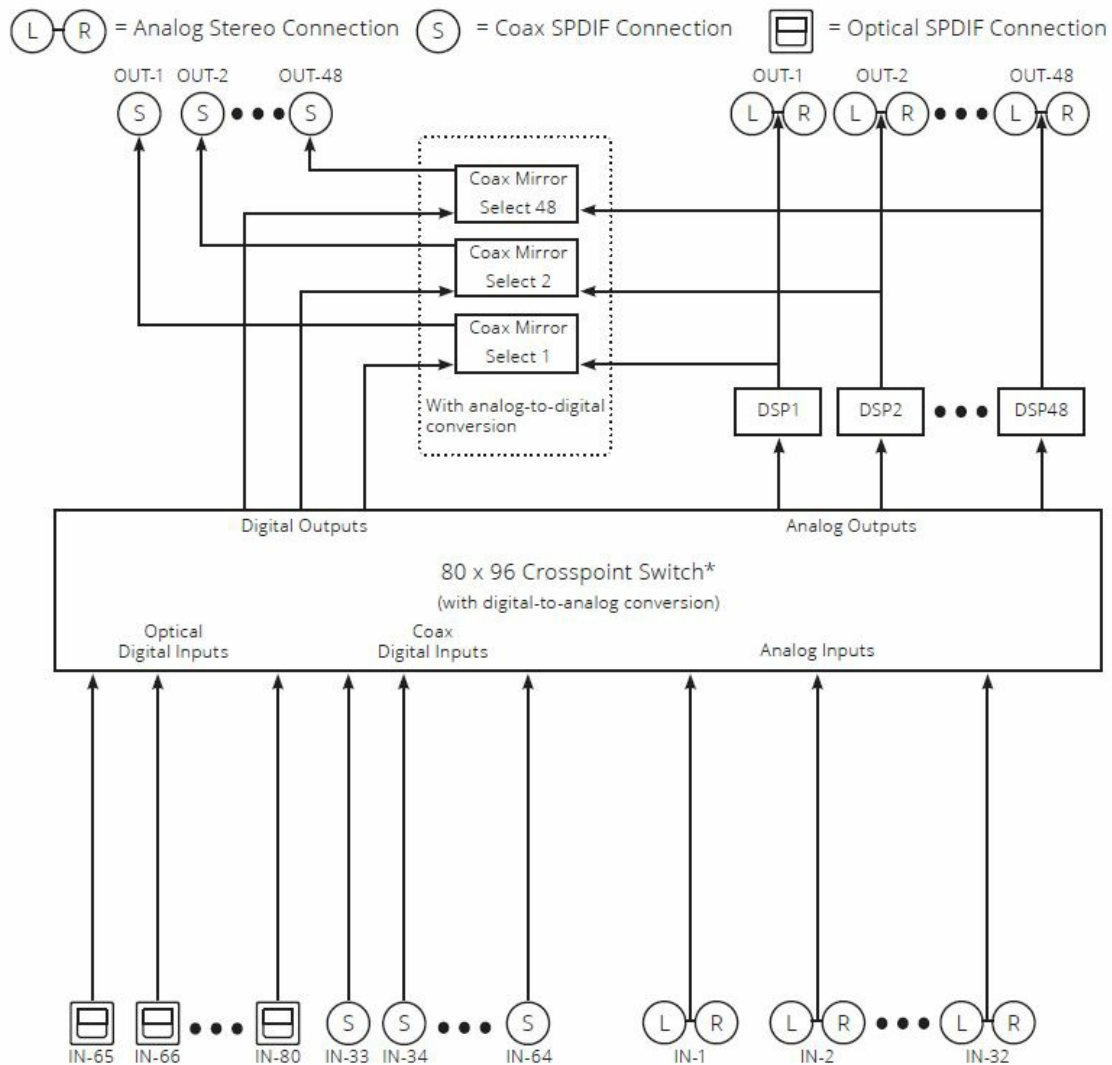 L R = Analog Stereo Connection S = Coax SPDIF Connection = Optical SPDIF Connection
OUT-1 OUT-2 OUT-48 OUT-1 OUT-2 OUT-48
S S S L R L R L R
Coax Mirror
Select 48
Coax Mirror
Select 2
Coax Mirror
Select 1
With analog-to-digital
conversion
DSP1 DSP2 DSP48
Digital Outputs Analog Outputs
80 x 96 Crosspoint Switch*
(with digital-to-analog conversion)
Optical
Digital Inputs
Coax
Digital Inputs
Analog Inputs
S S S L R L R L R
IN-65 IN-66 IN-80 IN-33 IN-34 IN-64 IN-1 IN-2 IN-32